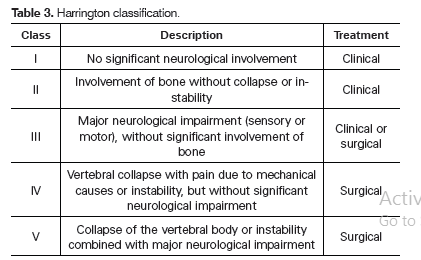 Table 3. Harrington classification.
Class Description Treatment
I No significant neurological involvement Clinical
II Involvement of bone without collapse or in-
stability Clinical
III Major neurological impairment (sensory or
motor), without significant involvement of
bone Clinical or
surgical
IV Vertebral collapse with pain due to mechanical
causes or instability, but without significant
neurological impairment Surgical
V Collapse of the vertebral body or instability
combined with major neurological impairment Surgical
Activ
Go to